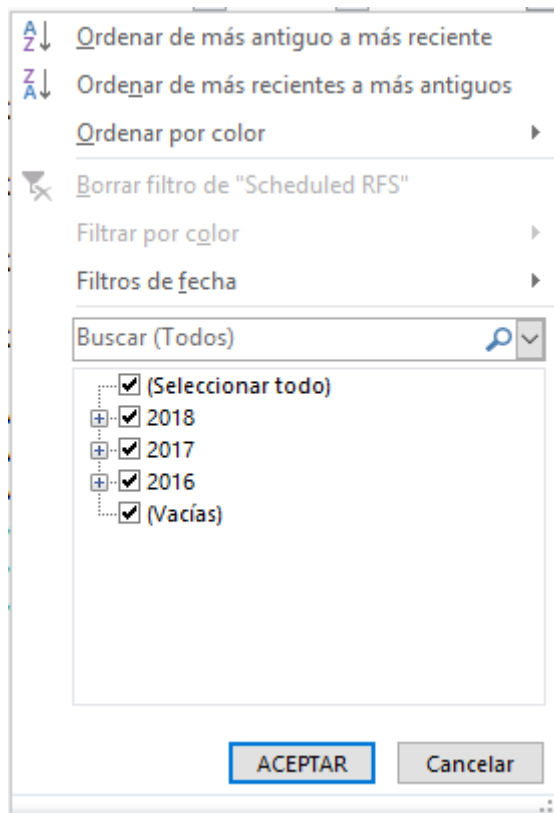 Ordenar de más antiguo a más reciente
Ordenar de más recientes a más antiguos
Ordenar por color
Borrar filtro de "Scheduled RFS"
Filtrar por color
Filtros de fecha
Buscar (Todos)
(Seleccionar todo)
2018
2017
2016
(Vacías)
ACEPTAR
Cancelar